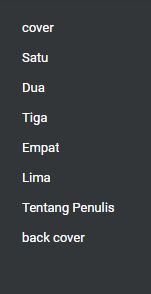 cover
Satu
Dua
Tiga
Empat
Lima
Tentang Penulis
back cover